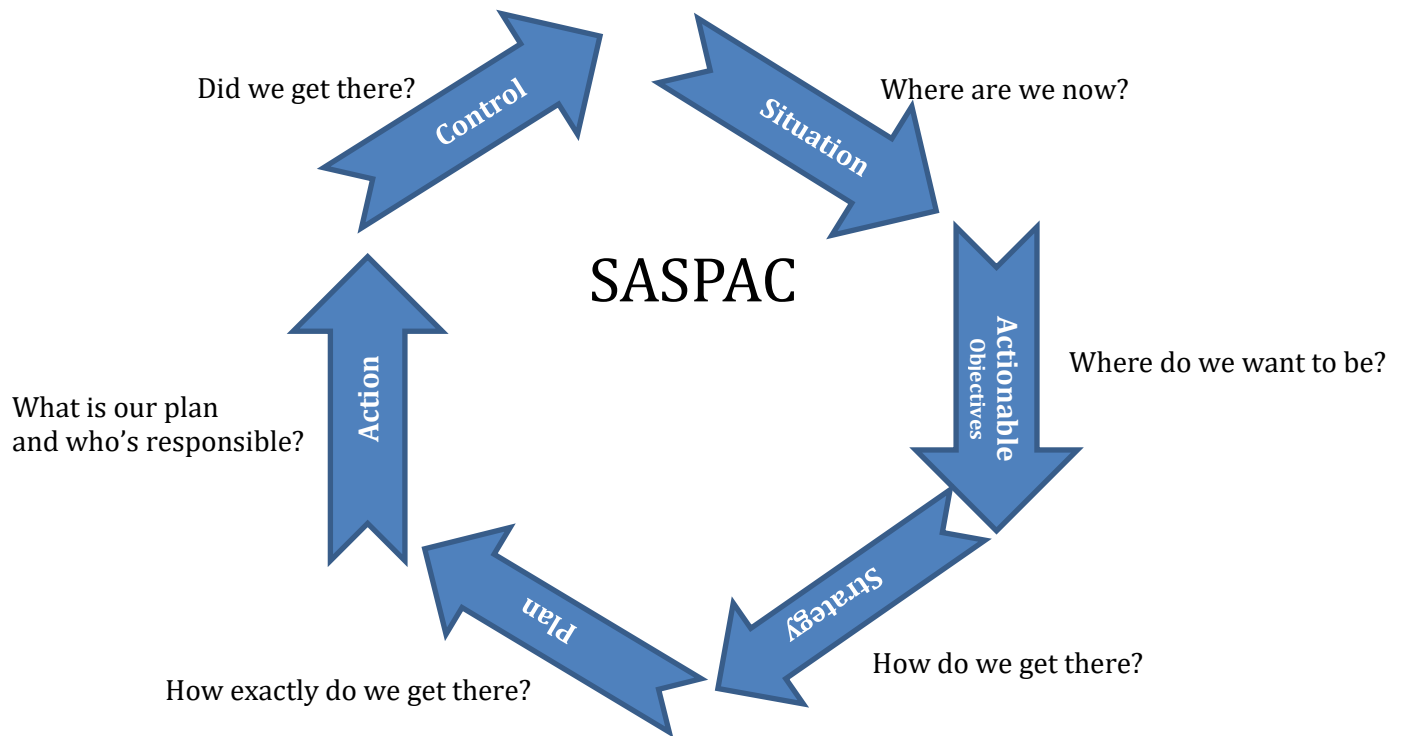 Did we get there?
Control
Situation
Where are we now?
SASPAC
Actionable
Objectives
Where do we want to be?
Action
What is our plan
and who's responsible?
Strategy
How do we get there?
Plan
How exactly do we get there?